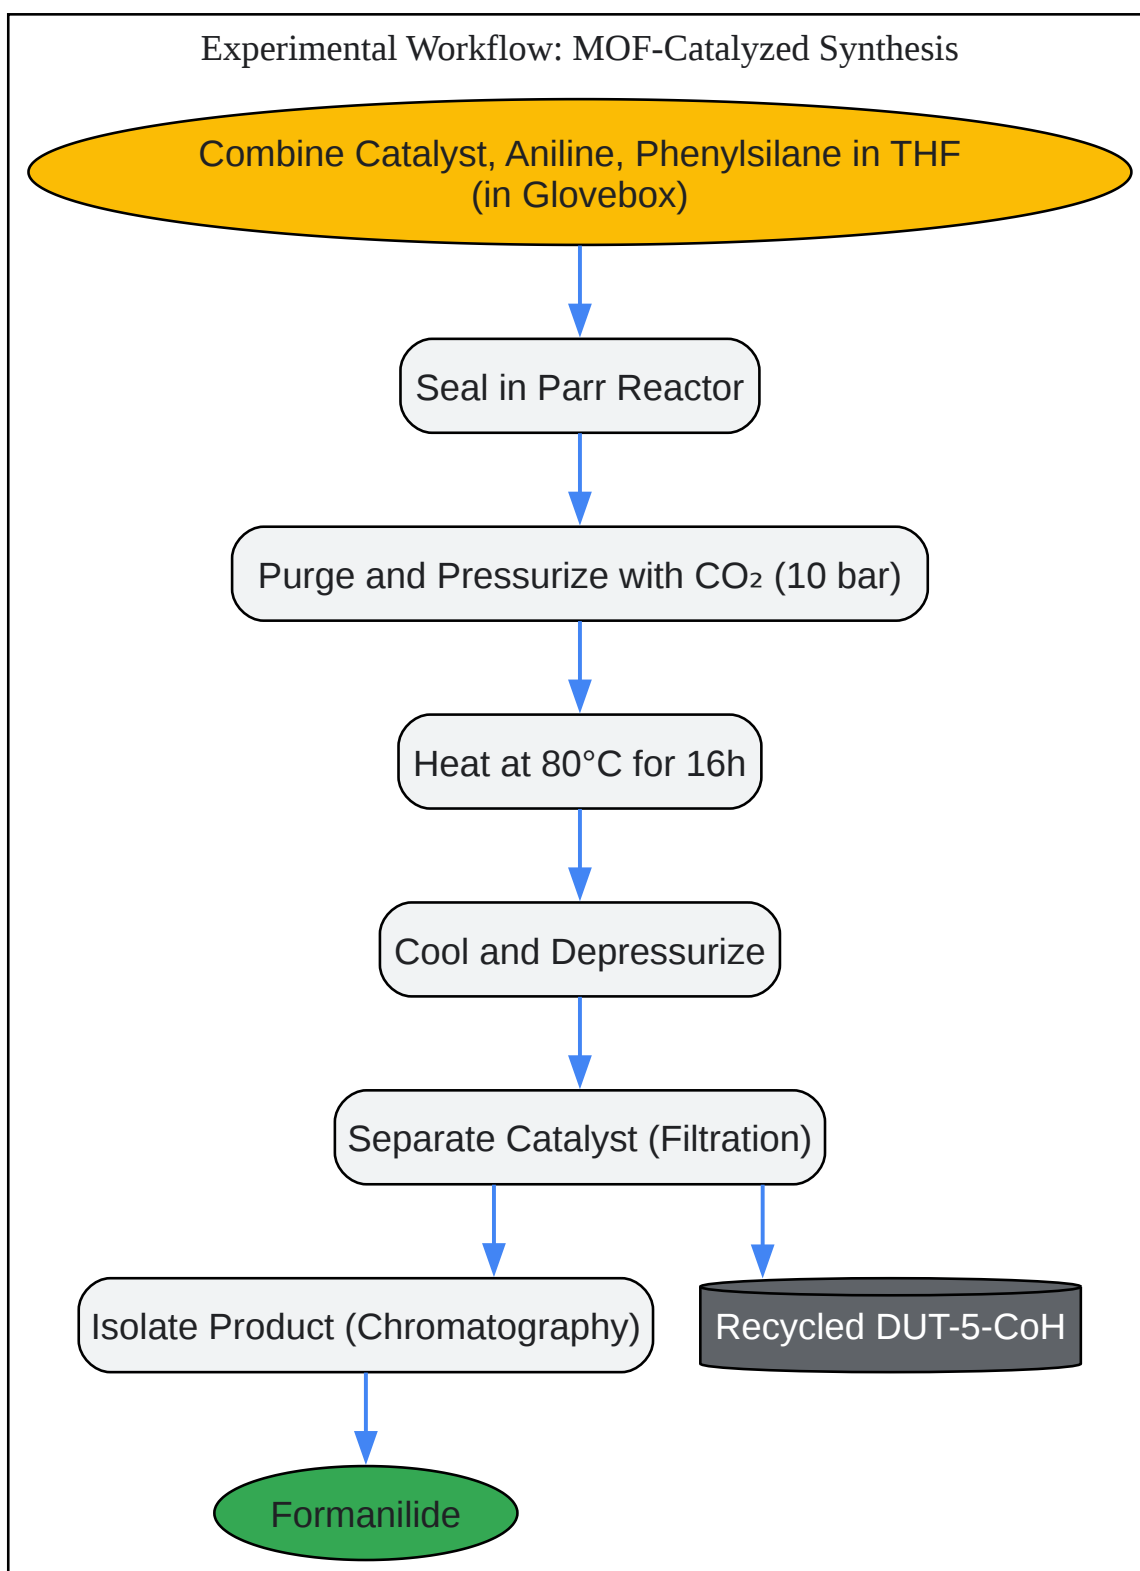 Experimental Workflow: MOF-Catalyzed Synthesis
Combine Catalyst, Aniline, Phenylsilane in THF
(in Glovebox)
Seal in Parr Reactor
Purge and Pressurize with CO₂ (10 bar)
Heat at 80°C for 16h
Cool and Depressurize
Separate Catalyst (Filtration)
Isolate Product (Chromatography)
Recycled DUT-5-CoH
Formanilide